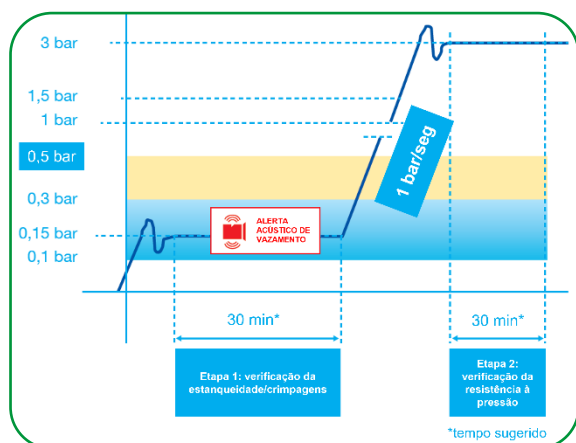 3 bar
1,5 bar
1 bar
0,5 bar
0,3 bar
0,15 bar
0,1 bar
1 bar/seg
ALERTA
ACÚSTICO DE
VAZAMENTO
30 min*
30 min*
Etapa 1: verificação da
estanqueidade/crimpagens
Etapa 2:
verificação da
resistência à
pressão
*tempo sugerido